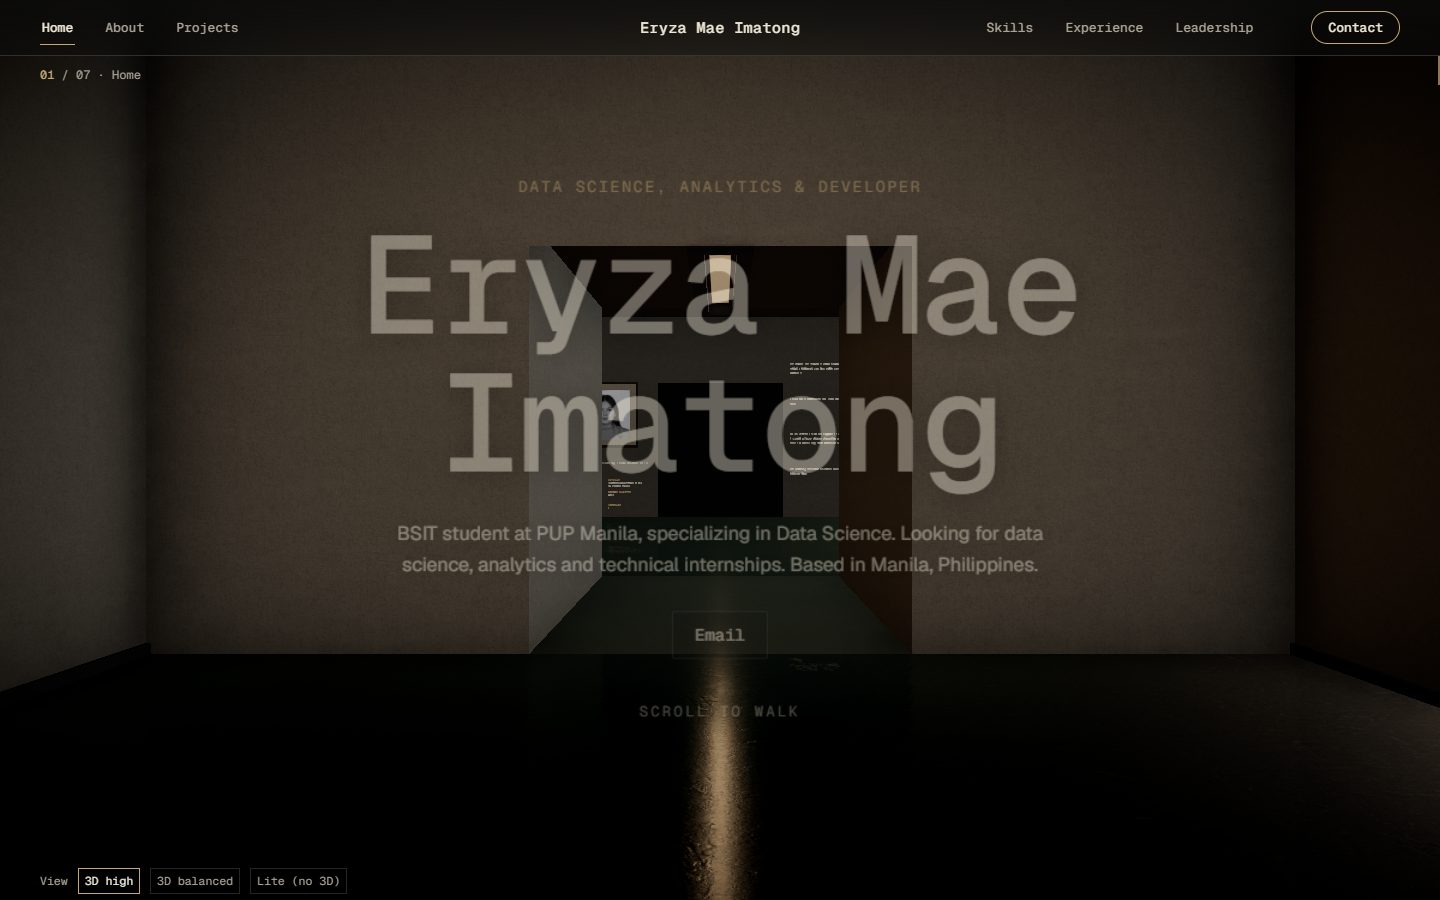 Home About Projects Eryza Mae Imatong Skills Experience Leadership Contact
01 / 07 · Home
DATA SCIENCE, ANALYTICS & DEVELOPER
Eryza Mae
Imatong
BSIT student at PUP Manila, specializing in Data Science. Looking for data
science, analytics and technical internships. Based in Manila, Philippines.
Email
SCROLL TO WALK
View 3D high 3D balanced Lite (no 3D)